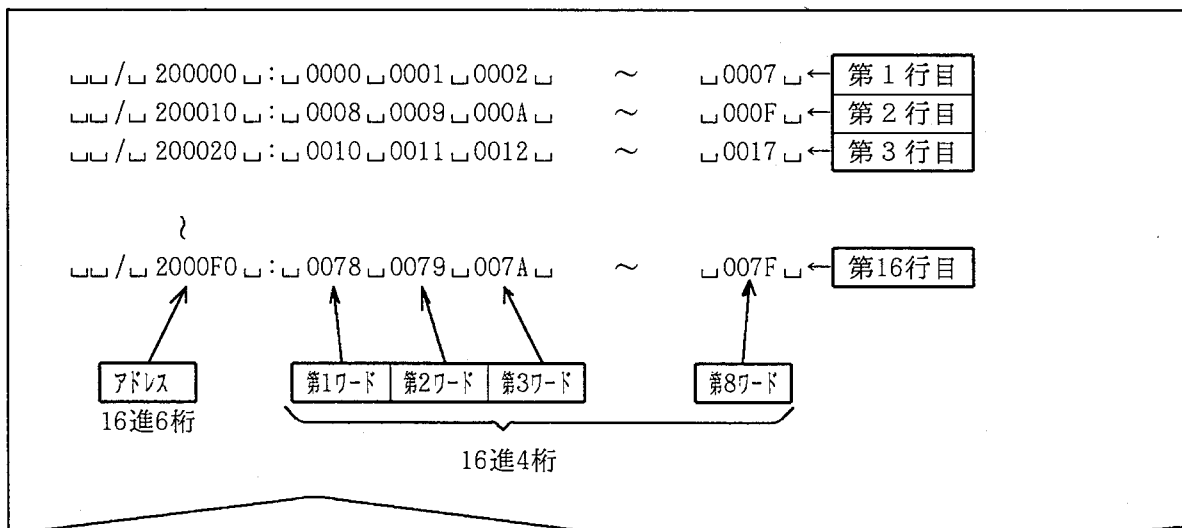 ␣␣/␣200000␣:␣0000␣0001␣0002␣ ～ ␣0007␣← 第1行目
␣␣/␣200010␣:␣0008␣0009␣000A␣ ～ ␣000F␣← 第2行目
␣␣/␣200020␣:␣0010␣0011␣0012␣ ～ ␣0017␣← 第3行目
～
␣␣/␣2000F0␣:␣0078␣0079␣007A␣ ～ ␣007F␣← 第16行目
アドレス 第1ワード 第2ワード 第3ワード 第8ワード
16進6桁
16進4桁